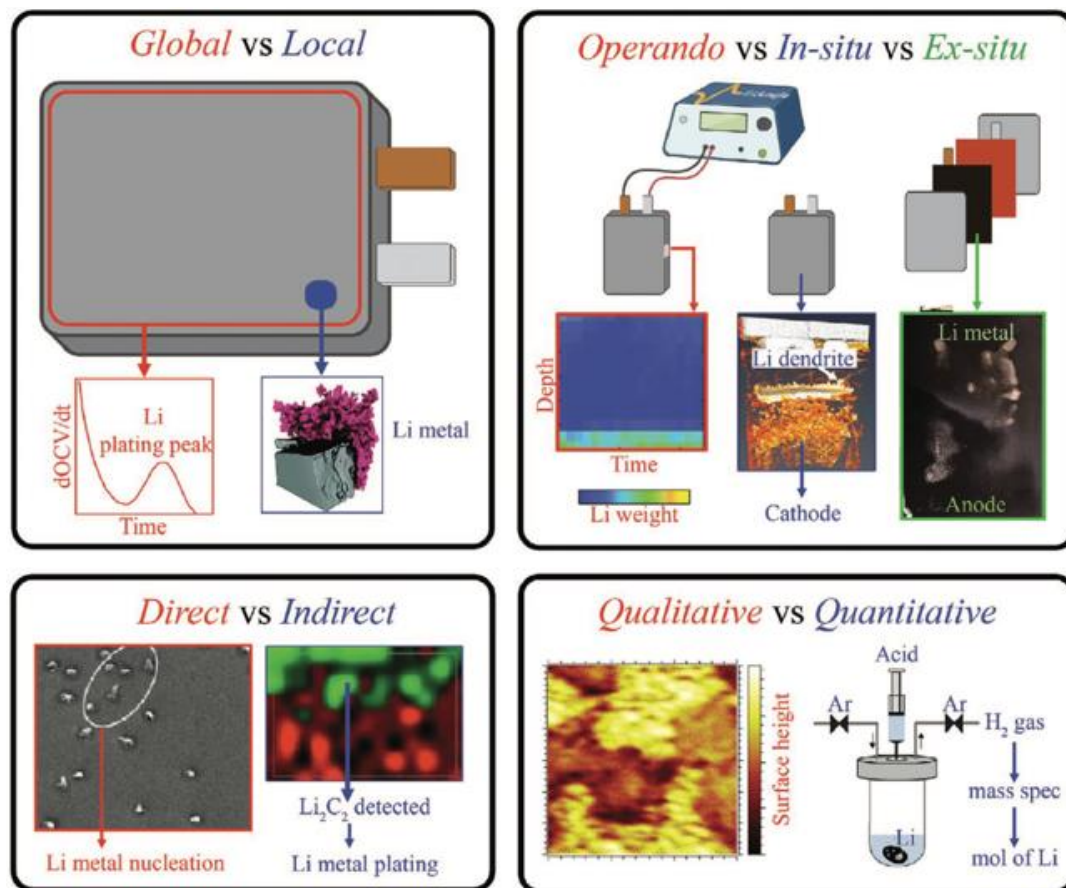 Global vs Local
dOCV/dt
Li
plating peak
Time
Li metal
Operando vs In-situ vs Ex-situ
Depth
Time
Li weight
Li dendrite
Cathode
Li metal
Anode
Direct vs Indirect
Li metal nucleation
Li₂C₂ detected
Li metal plating
Qualitative vs Quantitative
Surface height
Acid
Ar
Ar
H₂ gas
mass spec
mol of Li
Li